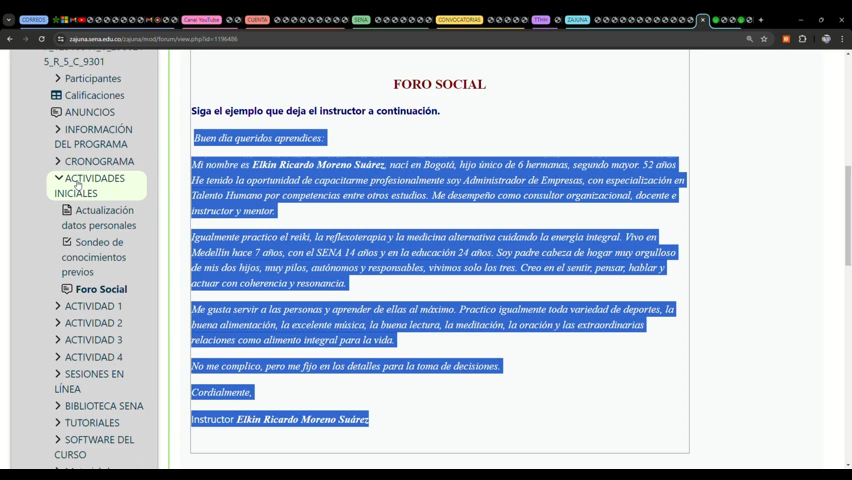 CORREOS
Canal YouTube
CUENTA
SENA
CONVOCATORIAS
TTHH
ZAJUNA
zajuna.sena.edu.co/zajuna/mod/forum/view.php?id=1196486
5_R_5_C_9301
Participantes
Calificaciones
ANUNCIOS
INFORMACIÓN
DEL PROGRAMA
CRONOGRAMA
ACTIVIDADES
INICIALES
Actualización
datos personales
Sondeo de
conocimientos
previos
Foro Social
ACTIVIDAD 1
ACTIVIDAD 2
ACTIVIDAD 3
ACTIVIDAD 4
SESIONES EN
LÍNEA
BIBLIOTECA SENA
TUTORIALES
SOFTWARE DEL
CURSO
FORO SOCIAL
Siga el ejemplo que deja el instructor a continuación.
Buen día queridos aprendices:
Mi nombre es Elkin Ricardo Moreno Suárez, naci en Bogotá, hijo único de 6 hermanas, segundo mayor. 52 años
He tenido la oportunidad de capacitarme profesionalmente soy Administrador de Empresas, con especialización en
Talento Humano por competencias entre otros estudios. Me desempeño como consultor organizacional, docente e
instructor y mentor.
Igualmente practico el reiki, la reflexoterapia y la medicina alternativa cuidando la energía integral. Vivo en
Medellín hace 7 años, con el SENA 14 años y en la educación 24 años. Soy padre cabeza de hogar muy orgulloso
de mis dos hijos, muy pilos, autónomos y responsables, vivimos solo los tres. Creo en el sentir, pensar, hablar y
actuar con coherencia y resonancia.
Me gusta servir a las personas y aprender de ellas al máximo. Practico igualmente toda variedad de deportes, la
buena alimentación, la excelente música, la buena lectura, la meditación, la oración y las extraordinarias
relaciones como alimento integral para la vida.
No me complico, pero me fijo en los detalles para la toma de decisiones.
Cordialmente,
Instructor Elkin Ricardo Moreno Suárez